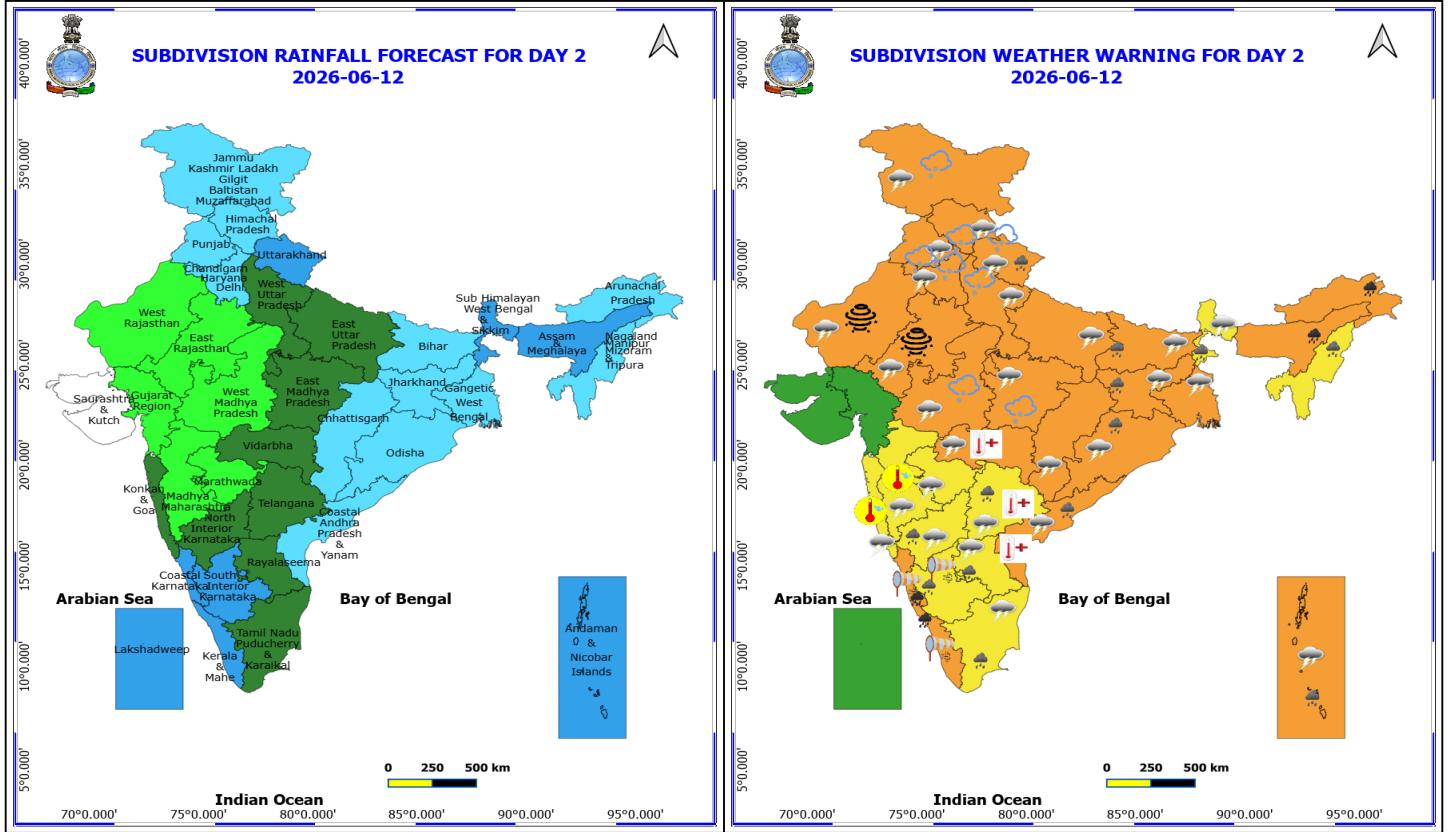 SUBDIVISION RAINFALL FORECAST FOR DAY 2
2026-06-12
40°0.000'
35°0.000'
30°0.000'
25°0.000'
20°0.000'
15°0.000'
10°0.000'
5°0.000'
Jammu
Kashmir Ladakh
Gilgit
Baltistan
Muzaffarabad
Himachal
Pradesh
Punjab
Uttarakhand
Chandigarh
Haryana
Delhi
West
Uttar
Pradesh
West
Rajasthan
East
Rajasthan
East
Uttar
Pradesh
Bihar
Sub Himalayan
West Bengal
&
Sikkim
Arunachal
Pradesh
Assam
&
Meghalaya
Nagaland
Manipur
Mizoram
&
Tripura
Saurashtra
&
Kutch
Gujarat
Region
West
Madhya
Pradesh
East
Madhya
Pradesh
Jharkhand
Gangetic
West
Bengal
Chhattisgarh
Odisha
Vidarbha
Konkan
&
Goa
Madhya
Maharashtra
Marathwada
Telangana
North
Interior
Karnataka
Coastal
Andhra
Pradesh
&
Yanam
Rayalaseema
Coastal
Karnataka
South
Interior
Karnataka
Tamil Nadu
Puducherry
&
Karaikal
Kerala
&
Mahe
Lakshadweep
Andaman
&
Nicobar
Islands
Arabian Sea
Bay of Bengal
0 250 500 km
Indian Ocean
70°0.000' 75°0.000' 80°0.000' 85°0.000' 90°0.000' 95°0.000'
SUBDIVISION WEATHER WARNING FOR DAY 2
2026-06-12
40°0.000'
35°0.000'
30°0.000'
25°0.000'
20°0.000'
15°0.000'
10°0.000'
5°0.000'
Arabian Sea
Bay of Bengal
0 250 500 km
Indian Ocean
70°0.000' 75°0.000' 80°0.000' 85°0.000' 90°0.000' 95°0.000'